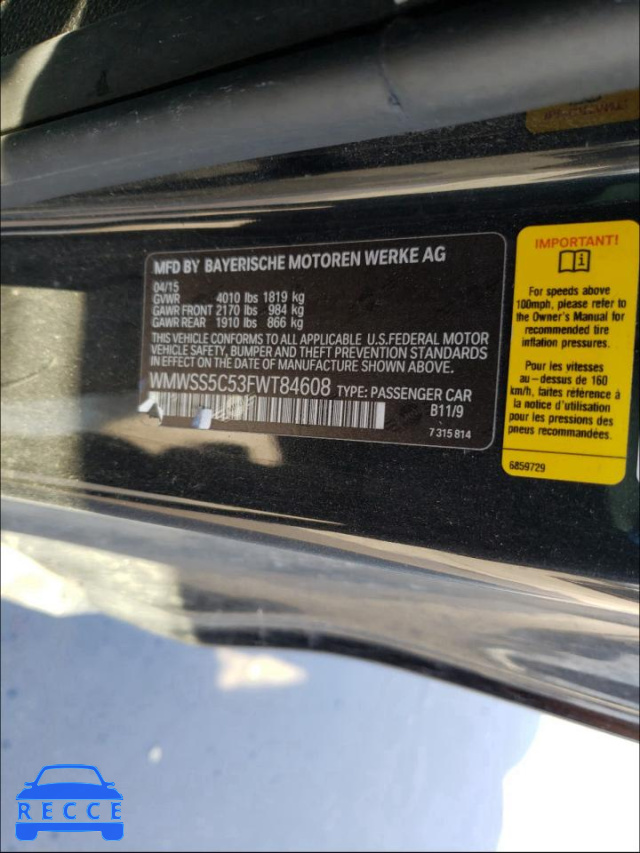 MFD BY BAYERISCHE MOTOREN WERKE AG
04/15
GVWR 4010 lbs 1819 kg
GAWR FRONT 2170 lbs 984 kg
GAWR REAR 1910 lbs 866 kg
THIS VEHICLE CONFORMS TO ALL APPLICABLE U.S.FEDERAL MOTOR
VEHICLE SAFETY, BUMPER, AND THEFT PREVENTION STANDARDS
IN EFFECT ON THE DATE OF MANUFACTURE SHOWN ABOVE.
WMWSS5C53FWT84608 TYPE: PASSENGER CAR
B11/9
7 315 814
IMPORTANT!
i
For speeds above
100mph, please refer to
the Owner's Manual for
recommended tire
inflation pressures.
Pour les vitesses
au-dessus de 160
km/h, faites référence à
la notice d'utilisation
pour les pressions des
pneus recommandées.
6859729
RECCE